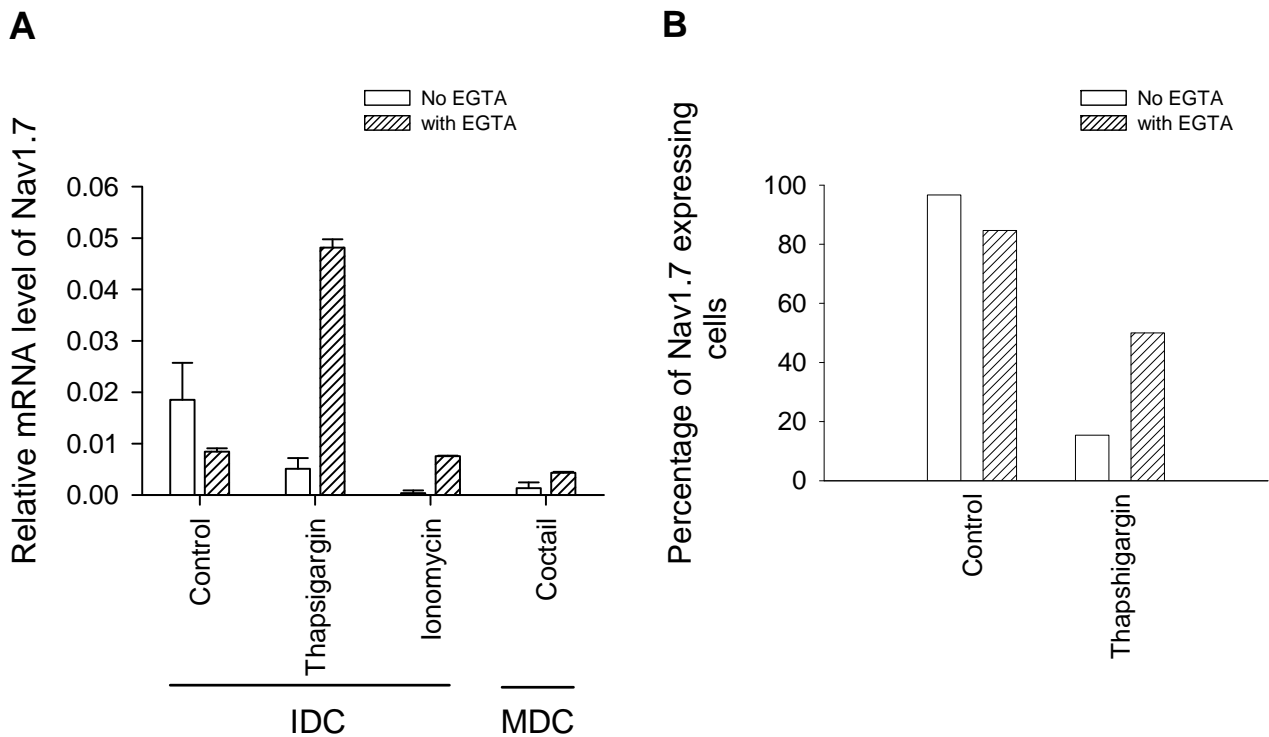 A
No EGTA
with EGTA
Relative mRNA level of Nav1.7
0.06
0.05
0.04
0.03
0.02
0.01
0.00
Control
Thapsigargin
Ionomycin
Coctail
IDC
MDC
B
No EGTA
with EGTA
Percentage of Nav1.7 expressing
cells
100
80
60
40
20
0
Control
Thapshigargin